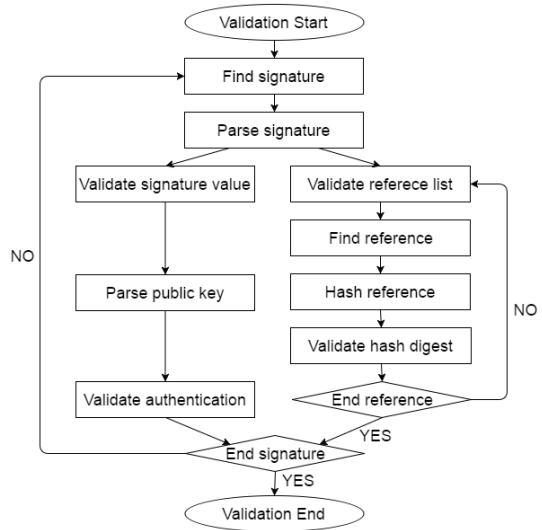 Validation Start
Find signature
Parse signature
Validate signature value
Validate referece list
Find reference
NO
Parse public key
Hash reference
NO
Validate hash digest
Validate authentication
End reference
YES
End signature
YES
Validation End